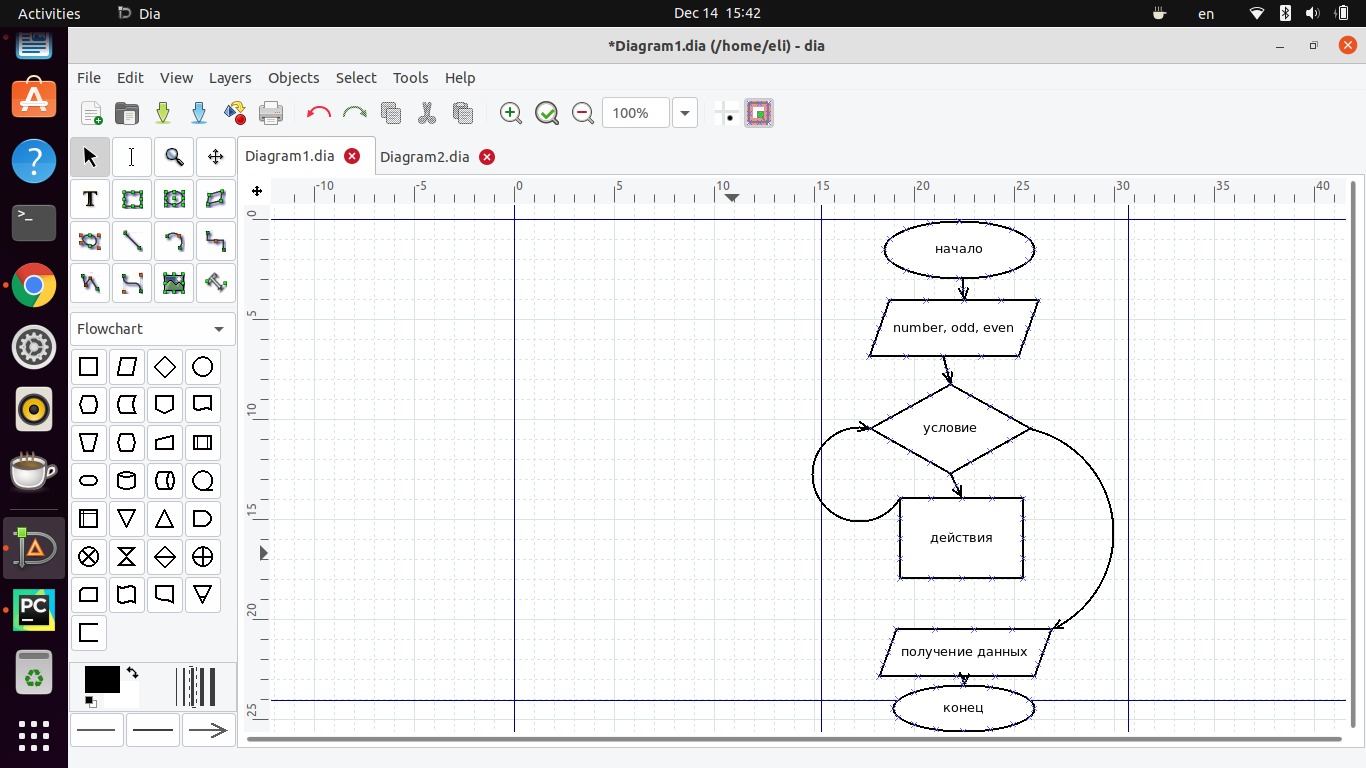 Activities
Dia
Dec 14 15:42
en
*Diagram1.dia (/home/eli) - dia
File Edit View Layers Objects Select Tools Help
100%
Diagram1.dia
Diagram2.dia
T
-10 -5 0 5 10 15 20 25 30 35 40
0
5
10
15
20
25
Flowchart
начало
number, odd, even
условие
действия
получение данных
конец
>_
?
PC